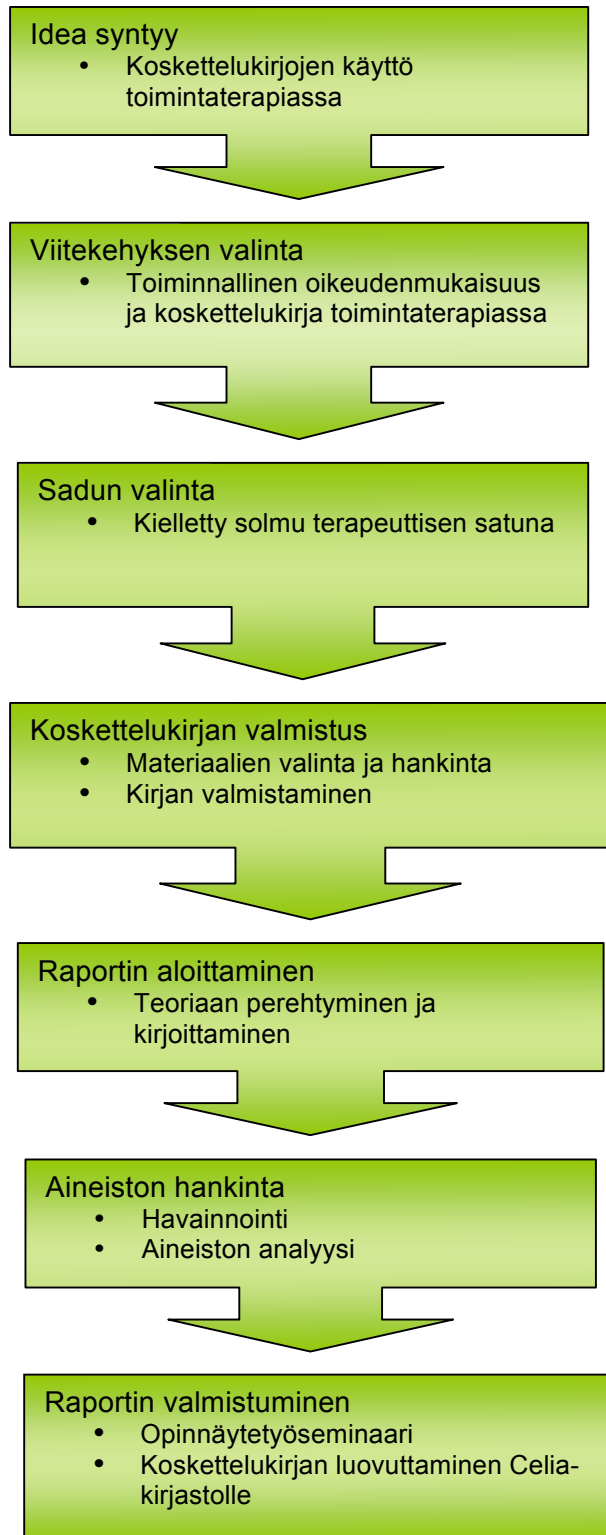 Idea syntyy
• Koskettelukirjojen käyttö
toimintaterapiassa
Viitekehyksen valinta
• Toiminnallinen oikeudenmukaisuus
ja koskettelukirja toimintaterapiassa
Sadun valinta
• Kielletty solmu terapeuttisen satuna
Koskettelukirjan valmistus
• Materiaalien valinta ja hankinta
• Kirjan valmistaminen
Raportin aloittaminen
• Teoriaan perehtyminen ja
kirjoittaminen
Aineiston hankinta
• Havainnointi
• Aineiston analyysi
Raportin valmistuminen
• Opinnäytetyöseminaari
• Koskettelukirjan luovuttaminen Celia-
kirjastolle